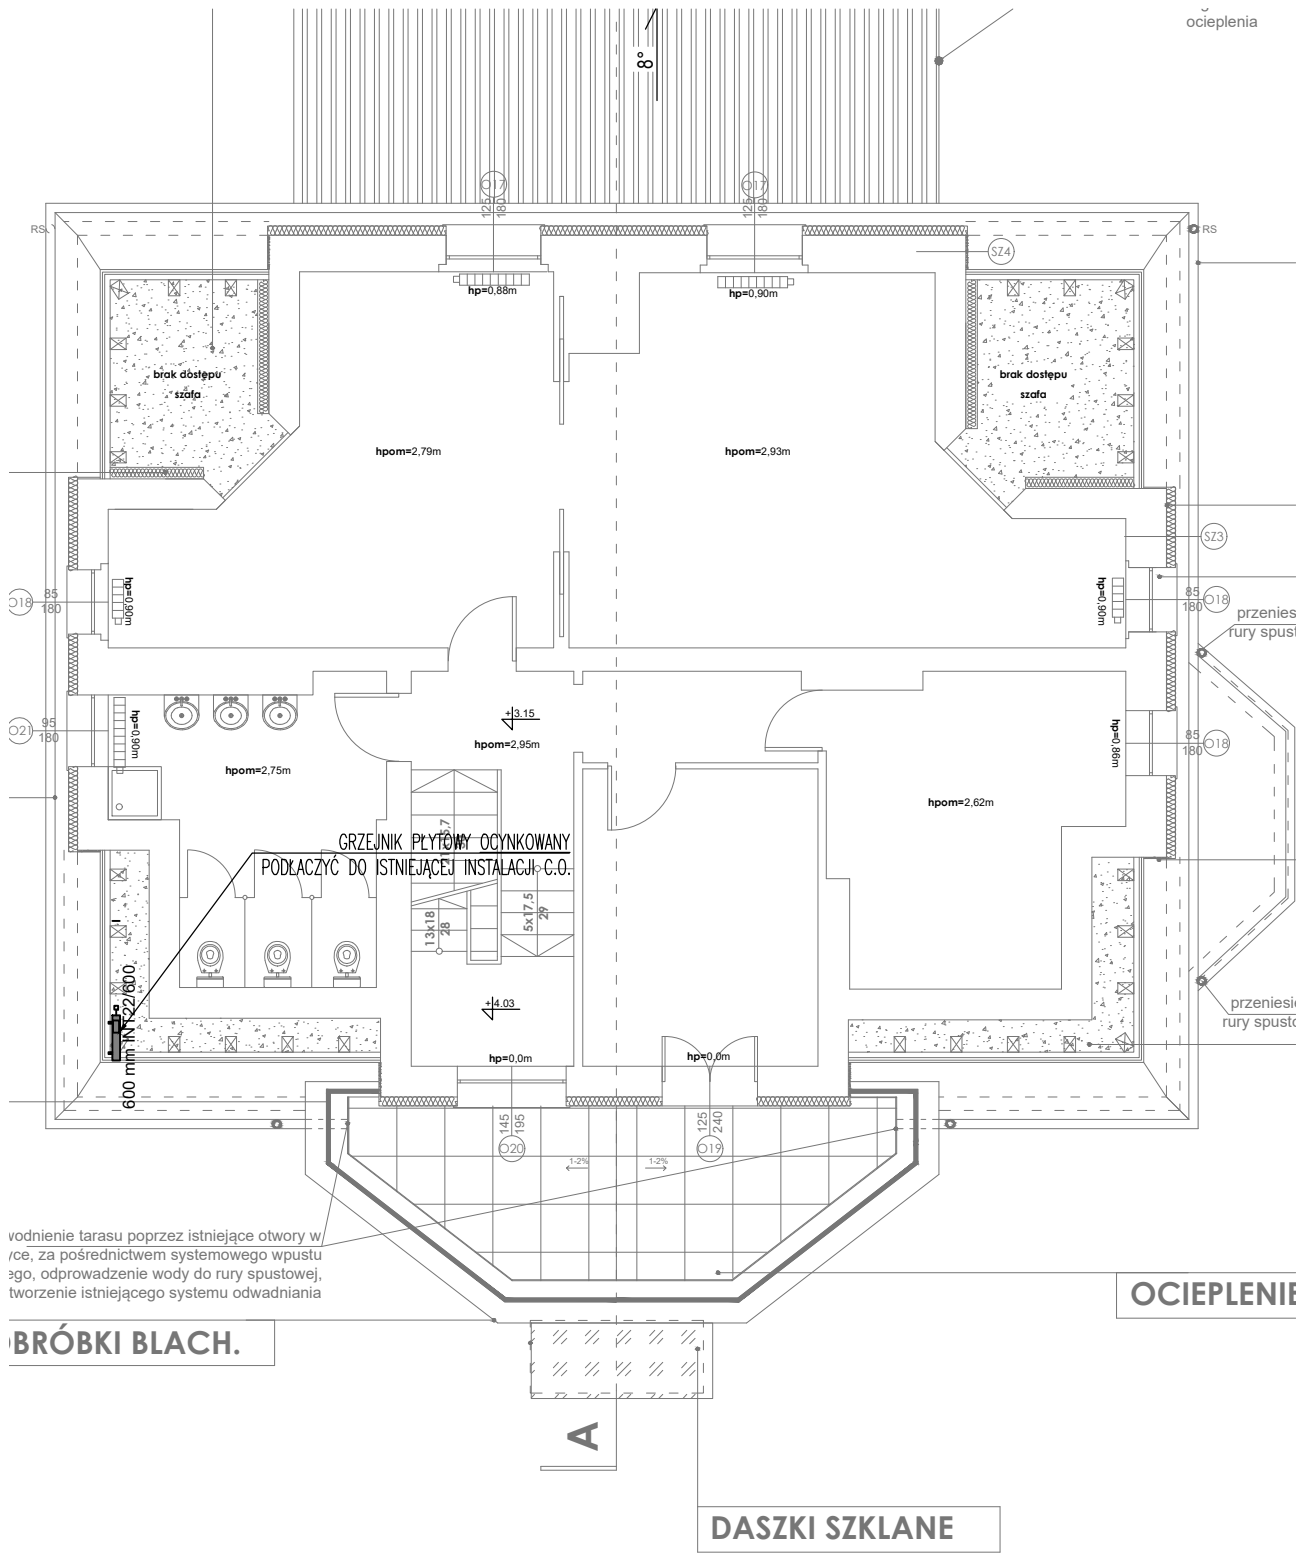 ocieplenia
8°
O17
125
180
O17
125
180
RS
RS
SZ4
hp=0,88m
hp=0,90m
brak dostępu
szafa
brak dostępu
szafa
hpom=2,79m
hpom=2,93m
SZ3
O18
85
180
hp=0,90m
hp=0,90m
85
180
O18
przenies
rury spust
O21
95
180
hp=0,90m
+3.15
hpom=2,95m
hpom=2,75m
hp=0,86m
85
180
O18
hpom=2,62m
GRZEJNIK PŁYTOWY OCYNKOWANY
PODŁACZYĆ DO ISTNIEJĄCEJ INSTALACJI C.O.
13x18
28
5x17,5
29
600 mm INT22/600
+4.03
przeniesie
rury spusto
hp=0,0m
hp=0,0m
145
195
O20
125
240
O19
1-2%
1-2%
wodnienie tarasu poprzez istniejące otwory w
yce, za pośrednictwem systemowego wpustu
ego, odprowadzenie wody do rury spustowej,
tworzenie istniejącego systemu odwadniania
OCIEPLENIE
OBRÓBKI BLACH.
A
DASZKI SZKLANE